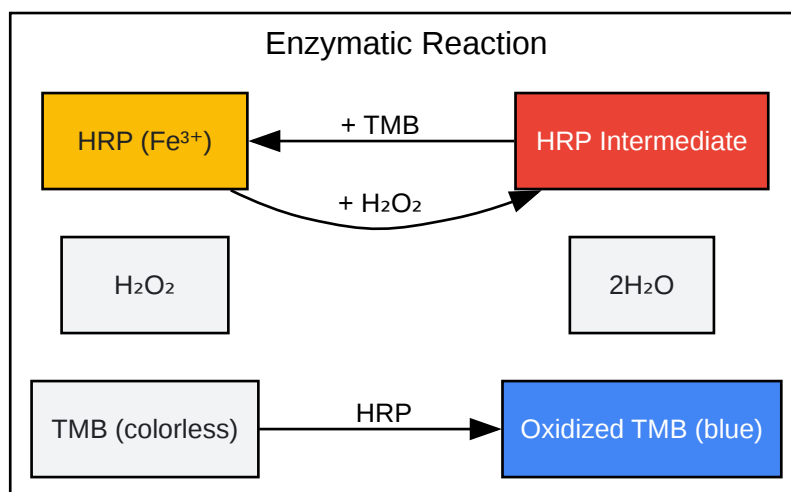 Enzymatic Reaction
HRP (Fe³⁺)
+ TMB
HRP Intermediate
+ H₂O₂
H₂O₂
2H₂O
TMB (colorless)
HRP
Oxidized TMB (blue)